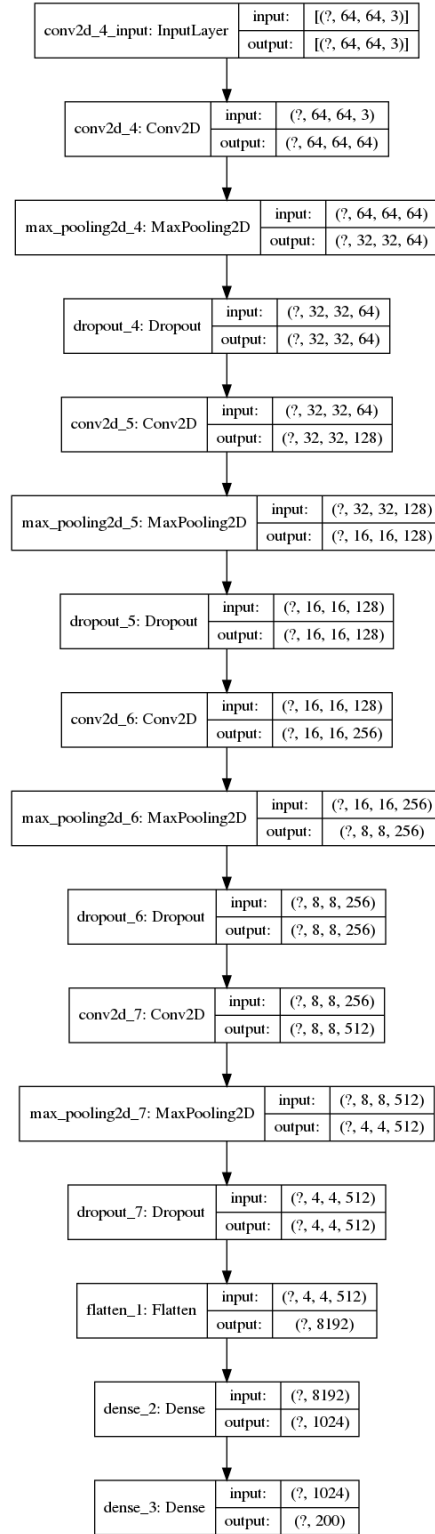 conv2d_4_input: InputLayer input: [(?, 64, 64, 3)]
output: [(?, 64, 64, 3)]
conv2d_4: Conv2D input: (?, 64, 64, 3)
output: (?, 64, 64, 64)
max_pooling2d_4: MaxPooling2D input: (?, 64, 64, 64)
output: (?, 32, 32, 64)
dropout_4: Dropout input: (?, 32, 32, 64)
output: (?, 32, 32, 64)
conv2d_5: Conv2D input: (?, 32, 32, 64)
output: (?, 32, 32, 128)
max_pooling2d_5: MaxPooling2D input: (?, 32, 32, 128)
output: (?, 16, 16, 128)
dropout_5: Dropout input: (?, 16, 16, 128)
output: (?, 16, 16, 128)
conv2d_6: Conv2D input: (?, 16, 16, 128)
output: (?, 16, 16, 256)
max_pooling2d_6: MaxPooling2D input: (?, 16, 16, 256)
output: (?, 8, 8, 256)
dropout_6: Dropout input: (?, 8, 8, 256)
output: (?, 8, 8, 256)
conv2d_7: Conv2D input: (?, 8, 8, 256)
output: (?, 8, 8, 512)
max_pooling2d_7: MaxPooling2D input: (?, 8, 8, 512)
output: (?, 4, 4, 512)
dropout_7: Dropout input: (?, 4, 4, 512)
output: (?, 4, 4, 512)
flatten_1: Flatten input: (?, 4, 4, 512)
output: (?, 8192)
dense_2: Dense input: (?, 8192)
output: (?, 1024)
dense_3: Dense input: (?, 1024)
output: (?, 200)